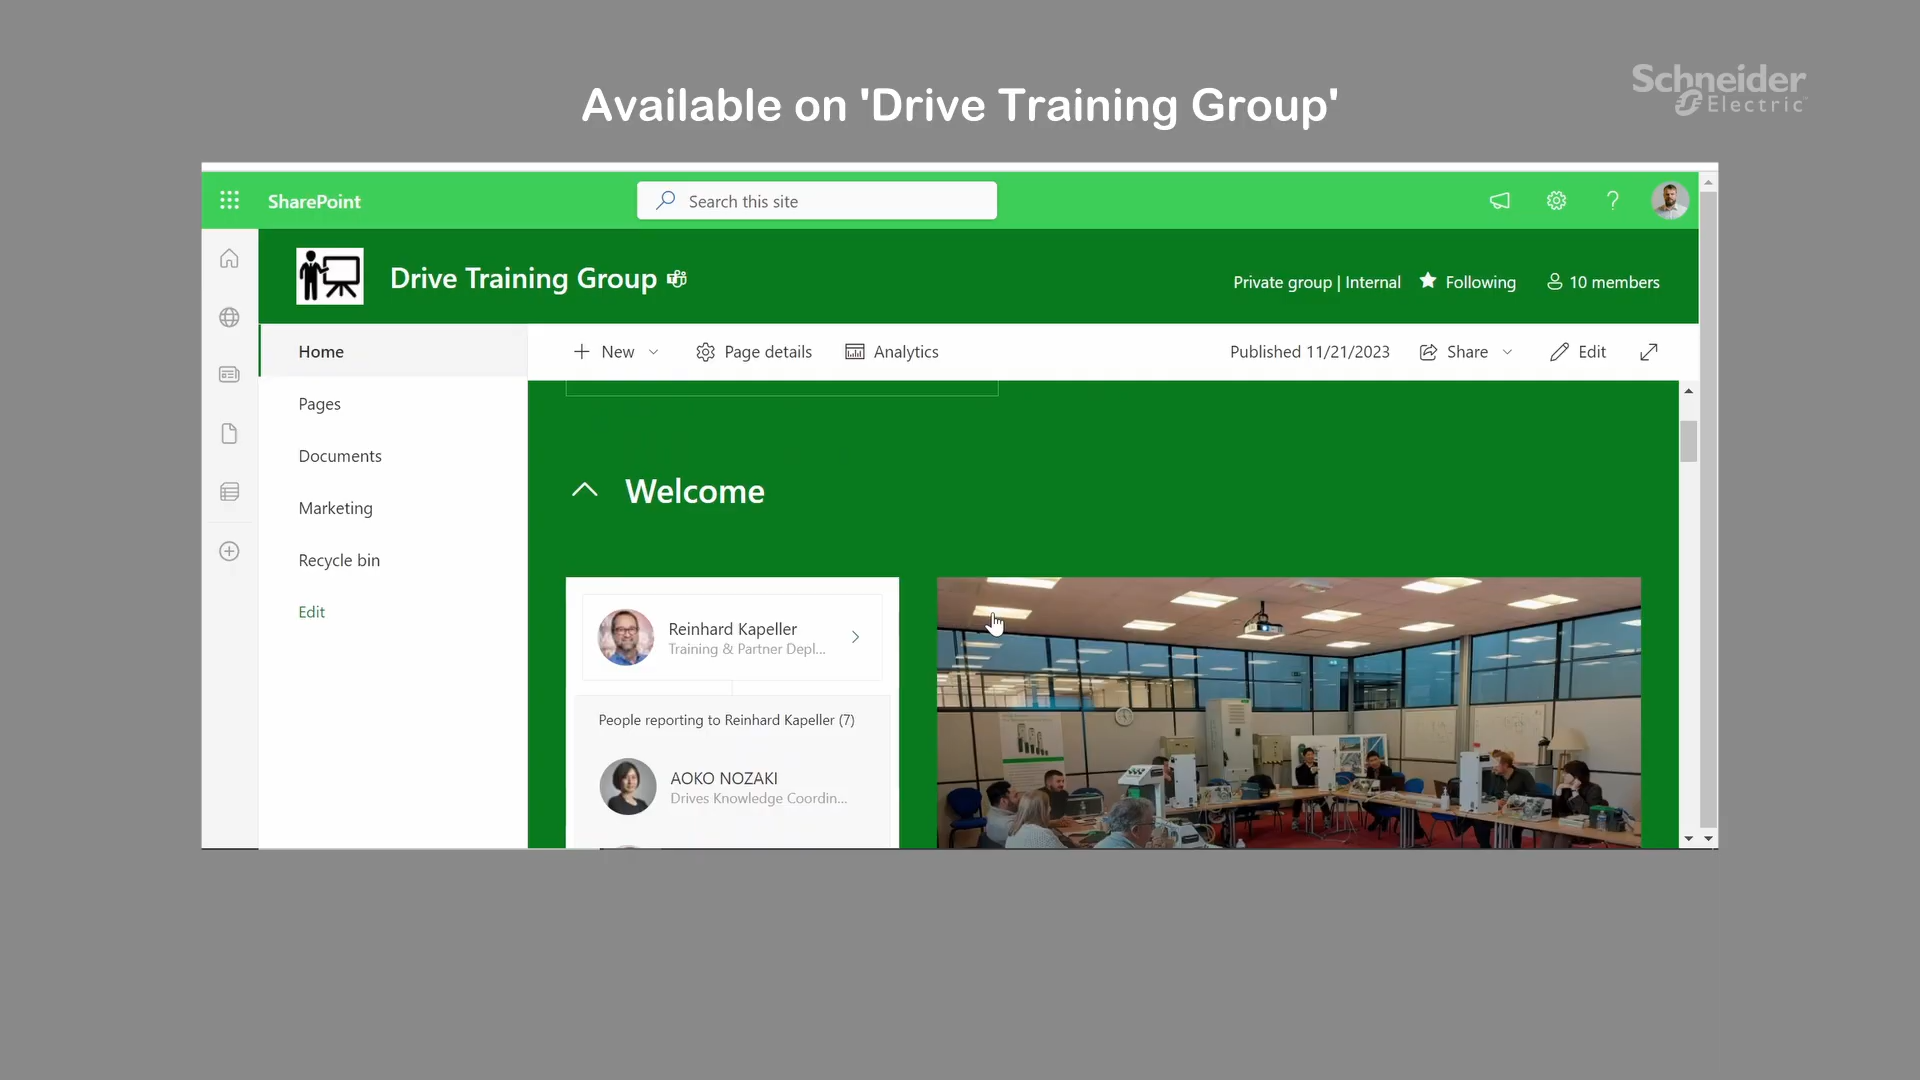 Available on 'Drive Training Group'
Schneider
Electric
SharePoint
Search this site
Drive Training Group
Private group | Internal
Following
10 members
Home
New
Page details
Analytics
Published 11/21/2023
Share
Edit
Pages
Documents
Marketing
Recycle bin
Edit
Welcome
Reinhard Kapeller
Training & Partner Depl...
People reporting to Reinhard Kapeller (7)
AOKO NOZAKI
Drives Knowledge Coordin...